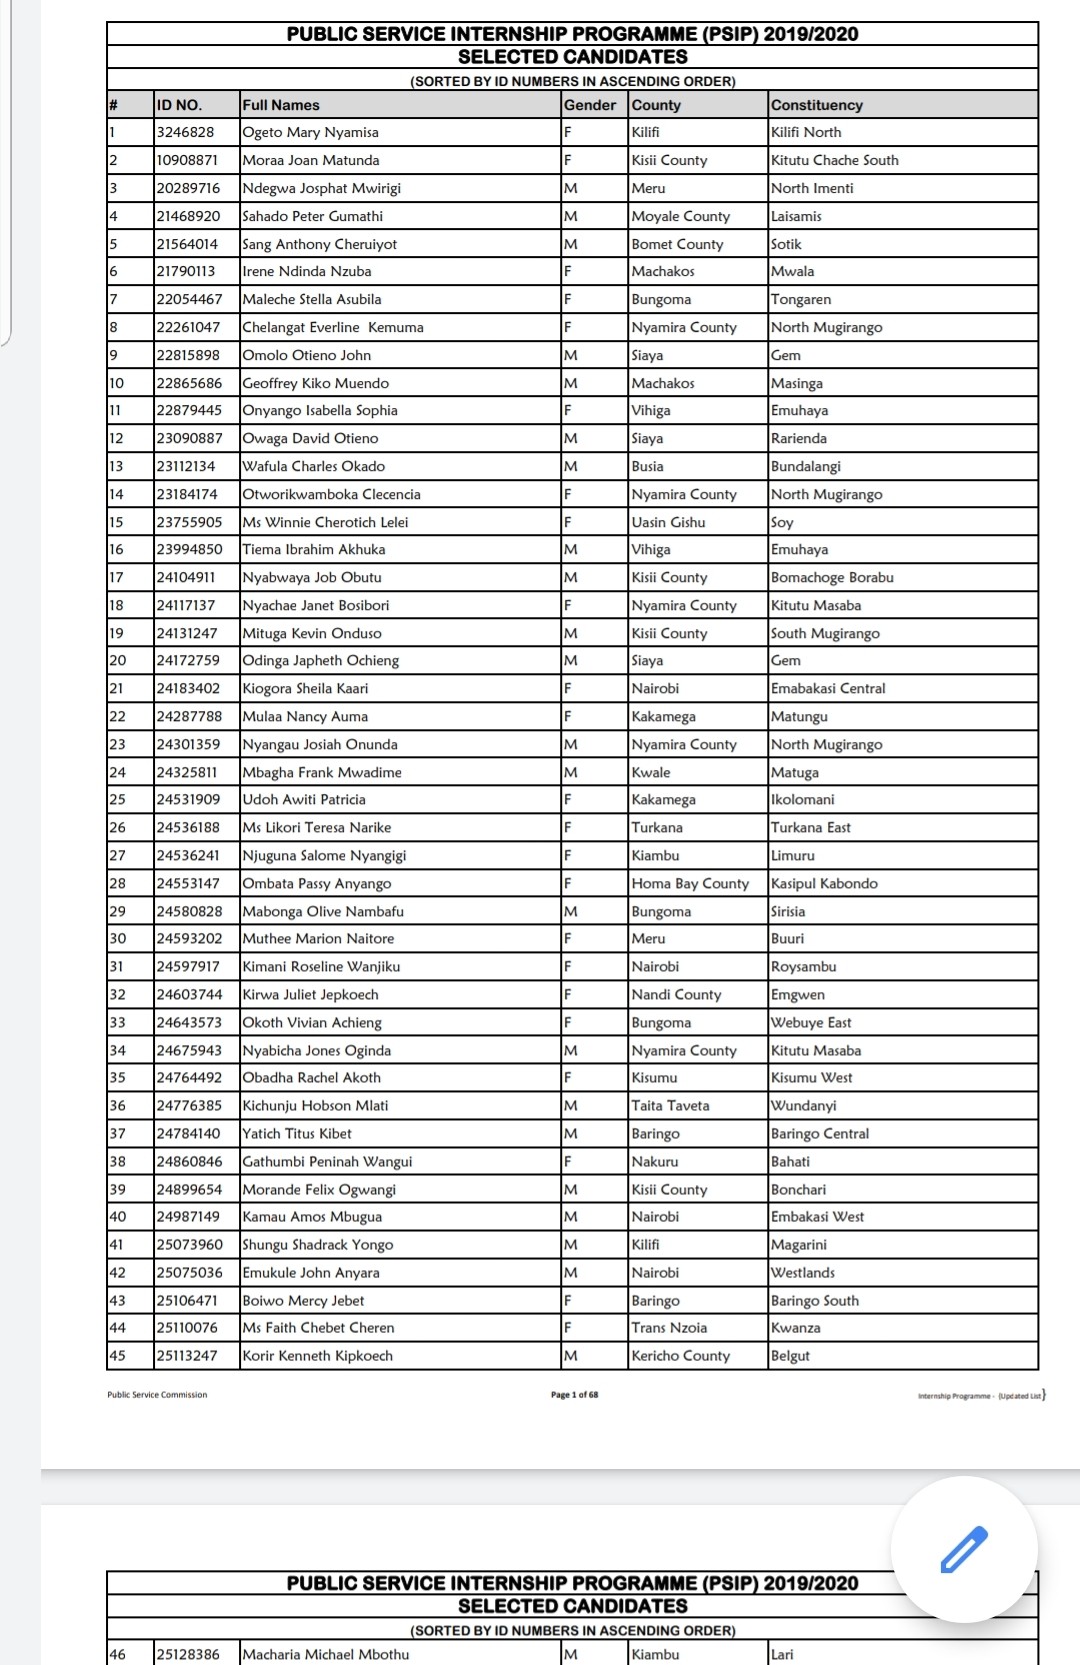 PUBLIC SERVICE INTERNSHIP PROGRAMME (PSIP) 2019/2020
SELECTED CANDIDATES
(SORTED BY ID NUMBERS IN ASCENDING ORDER)
# ID NO. Full Names Gender County Constituency
1 3246828 Ogeto Mary Nyamisa F Kilifi Kilifi North
2 10908871 Moraa Joan Matunda F Kisii County Kitutu Chache South
3 20289716 Ndegwa Josphat Mwirigi M Meru North Imenti
4 21468920 Sahado Peter Gumathi M Moyale County Laisamis
5 21564014 Sang Anthony Cheruiyot M Bomet County Sotik
6 21790113 Irene Ndinda Nzuba F Machakos Mwala
7 22054467 Maleche Stella Asubila F Bungoma Tongaren
8 22261047 Chelangat Everline Kemuma F Nyamira County North Mugirango
9 22815898 Omolo Otieno John M Siaya Gem
10 22865686 Geoffrey Kiko Muendo M Machakos Masinga
11 22879445 Onyango Isabella Sophia F Vihiga Emuhaya
12 23090887 Owaga David Otieno M Siaya Rarienda
13 23112134 Wafula Charles Okado M Busia Bundalangi
14 23184174 Otworikwamboka Clecencia F Nyamira County North Mugirango
15 23755905 Ms Winnie Cherotich Lelei F Uasin Gishu Soy
16 23994850 Tiema Ibrahim Akhuka M Vihiga Emuhaya
17 24104911 Nyabwaya Job Obutu M Kisii County Bomachoge Borabu
18 24117137 Nyachae Janet Bosibori F Nyamira County Kitutu Masaba
19 24131247 Mituga Kevin Onduso M Kisii County South Mugirango
20 24172759 Odinga Japheth Ochieng M Siaya Gem
21 24183402 Kiogora Sheila Kaari F Nairobi Emabakasi Central
22 24287788 Mulaa Nancy Auma F Kakamega Matungu
23 24301359 Nyangau Josiah Onunda M Nyamira County North Mugirango
24 24325811 Mbagha Frank Mwadime M Kwale Matuga
25 24531909 Udoh Awiti Patricia F Kakamega Ikolomani
26 24536188 Ms Likori Teresa Narike F Turkana Turkana East
27 24536241 Njuguna Salome Nyangigi F Kiambu Limuru
28 24553147 Ombata Passy Anyango F Homa Bay County Kasipul Kabondo
29 24580828 Mabonga Olive Nambafu M Bungoma Sirisia
30 24593202 Muthee Marion Naitore F Meru Buuri
31 24597917 Kimani Roseline Wanjiku F Nairobi Roysambu
32 24603744 Kirwa Juliet Jepkoech F Nandi County Emgwen
33 24643573 Okoth Vivian Achieng F Bungoma Webuye East
34 24675943 Nyabicha Jones Oginda M Nyamira County Kitutu Masaba
35 24764492 Obadha Rachel Akoth F Kisumu Kisumu West
36 24776385 Kichunju Hobson Mlati M Taita Taveta Wundanyi
37 24784140 Yatich Titus Kibet M Baringo Baringo Central
38 24860846 Gathumbi Peninah Wangui F Nakuru Bahati
39 24899654 Morande Felix Ogwangi M Kisii County Bonchari
40 24987149 Kamau Amos Mbugua M Nairobi Embakasi West
41 25073960 Shungu Shadrack Yongo M Kilifi Magarini
42 25075036 Emukule John Anyara M Nairobi Westlands
43 25106471 Boiwo Mercy Jebet F Baringo Baringo South
44 25110076 Ms Faith Chebet Cheren F Trans Nzoia Kwanza
45 25113247 Korir Kenneth Kipkoech M Kericho County Belgut
Public Service Commission Page 1 of 68 Internship Programme - (Updated List}
PUBLIC SERVICE INTERNSHIP PROGRAMME (PSIP) 2019/2020
SELECTED CANDIDATES
(SORTED BY ID NUMBERS IN ASCENDING ORDER)
46 25128386 Macharia Michael Mbothu M Kiambu Lari